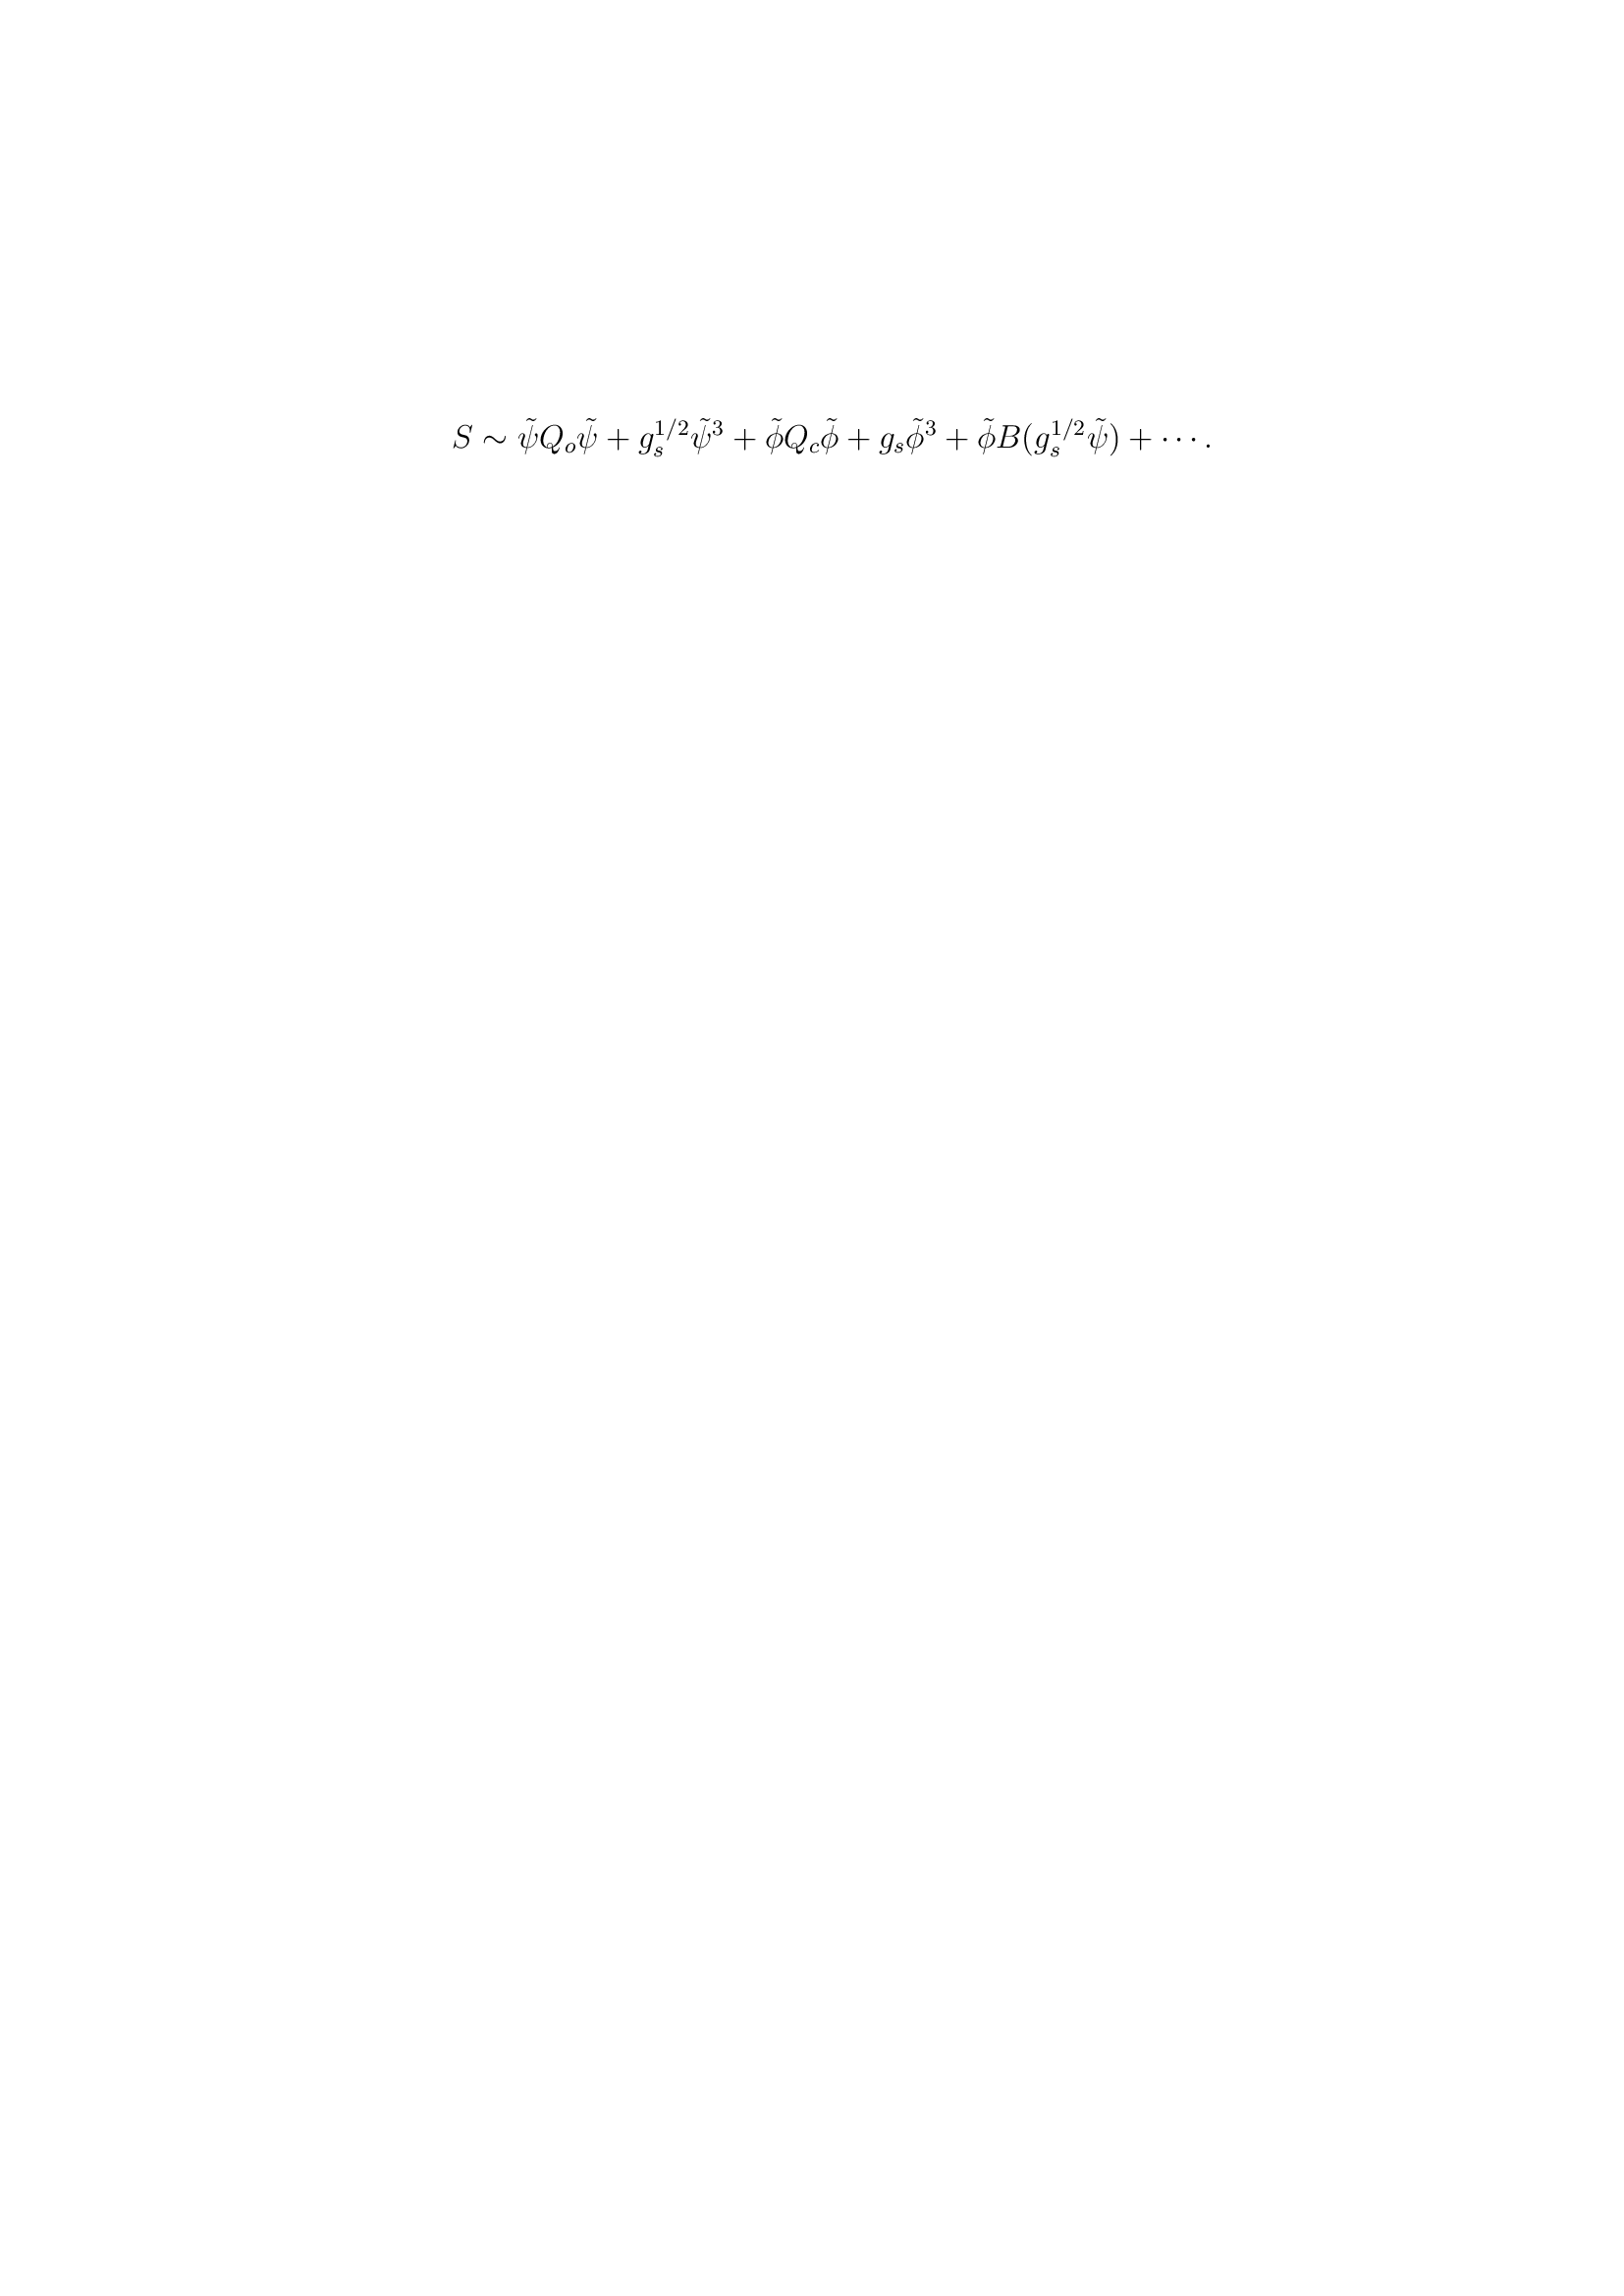 $S \sim \tilde{\psi} Q_o \tilde{\psi} + g_s^{1/2} \tilde{\psi}^3 + \tilde{\phi} Q_c \tilde{\phi} + g_s \tilde{\phi}^3 + \tilde{\phi} B(g_s^{1/2} \tilde{\psi}) + \cdots .$